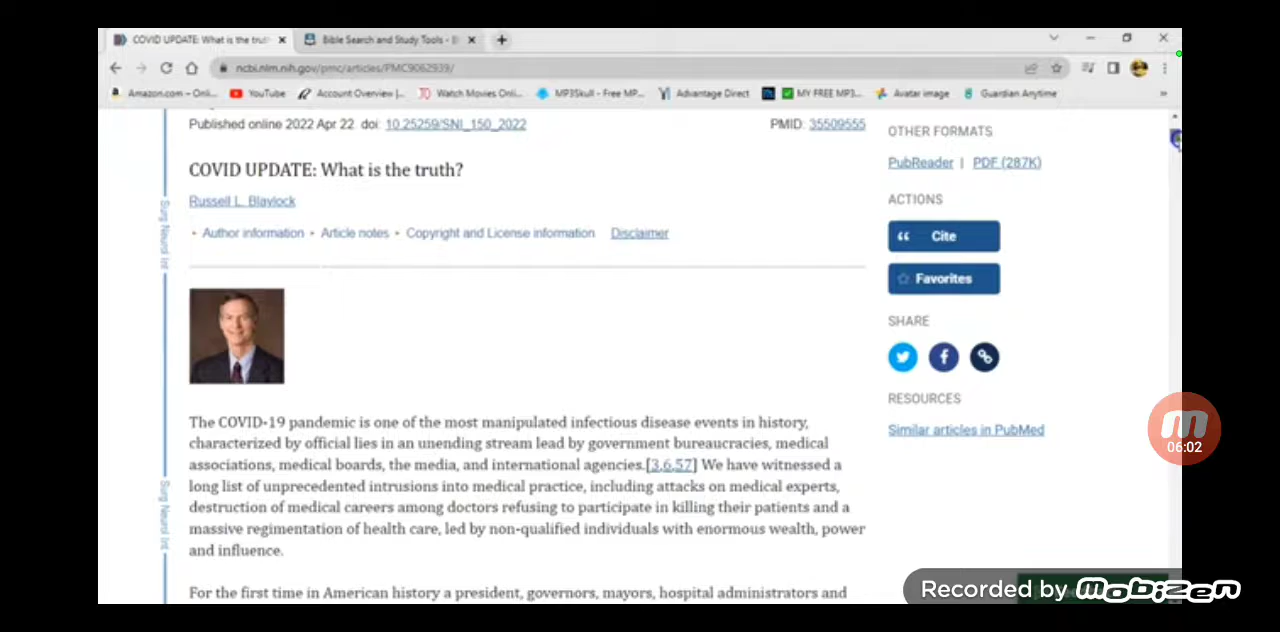 COVID UPDATE: What is the trut
Bible Search and Study Tools -
ncbi.nlm.nih.gov/pmc/articles/PMC9062939/
Amazon.com – Onli... YouTube Account Overview |... Watch Movies Onli... MP3Skull - Free MP... Advantage Direct MY FREE MP3... Avatar image Guardian Anytime »
Published online 2022 Apr 22 doi: 10.25259/SNI_150_2022 PMID: 35509555
COVID UPDATE: What is the truth?
Russell L. Blaylock
• Author information • Article notes • Copyright and License information Disclaimer
The COVID-19 pandemic is one of the most manipulated infectious disease events in history,
characterized by official lies in an unending stream lead by government bureaucracies, medical
associations, medical boards, the media, and international agencies.[3,6,57] We have witnessed a
long list of unprecedented intrusions into medical practice, including attacks on medical experts,
destruction of medical careers among doctors refusing to participate in killing their patients and a
massive regimentation of health care, led by non-qualified individuals with enormous wealth, power
and influence.
For the first time in American history a president, governors, mayors, hospital administrators and
Surg Neurol Int
Surg Neurol Int
OTHER FORMATS
PubReader | PDF (287K)
ACTIONS
Cite
Favorites
SHARE
RESOURCES
Similar articles in PubMed
06:02
Recorded by mobizen